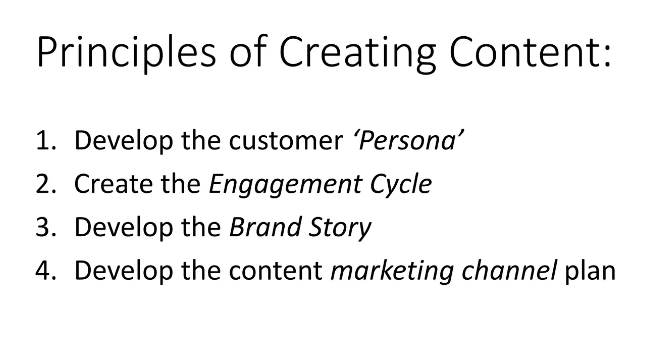 Principles of Creating Content:
1. Develop the customer ‘Persona’
2. Create the Engagement Cycle
3. Develop the Brand Story
4. Develop the content marketing channel plan